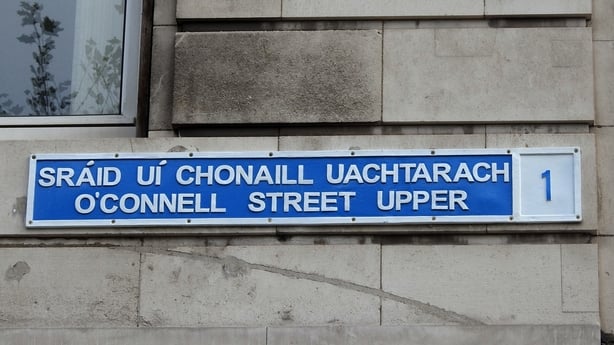 SRÁID UÍ CHONAILL UACHTARACH
O'CONNELL STREET UPPER
1